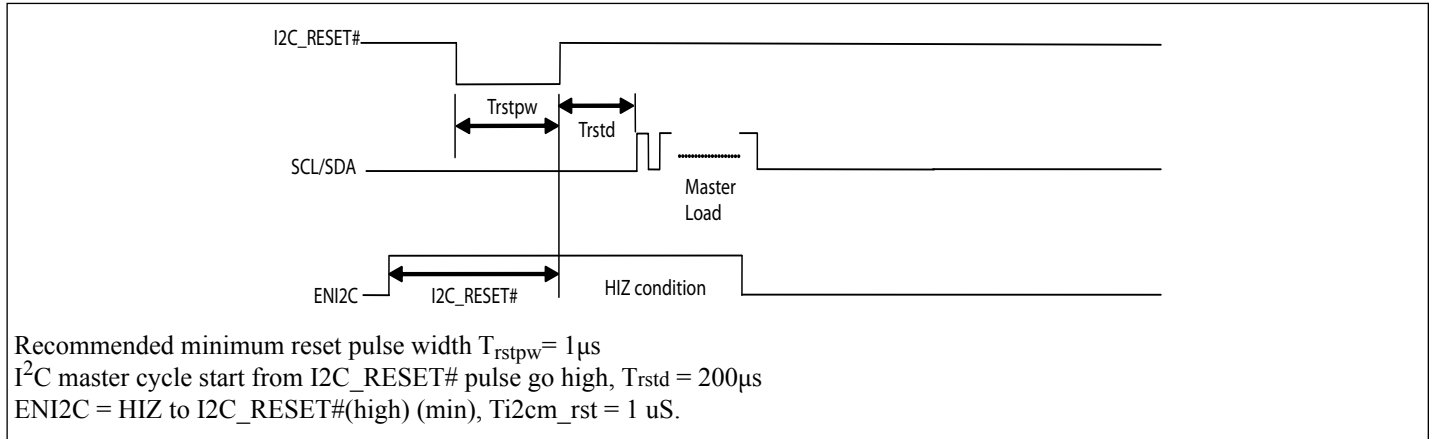 I2C_RESET#
Trstpw
Trstd
SCL/SDA
Master
Load
ENI2C
I2C_RESET#
HIZ condition
Recommended minimum reset pulse width Trstpw= 1μs
I2C master cycle start from I2C_RESET# pulse go high, Trstd = 200μs
ENI2C = HIZ to I2C_RESET#(high) (min), Ti2cm_rst = 1 uS.